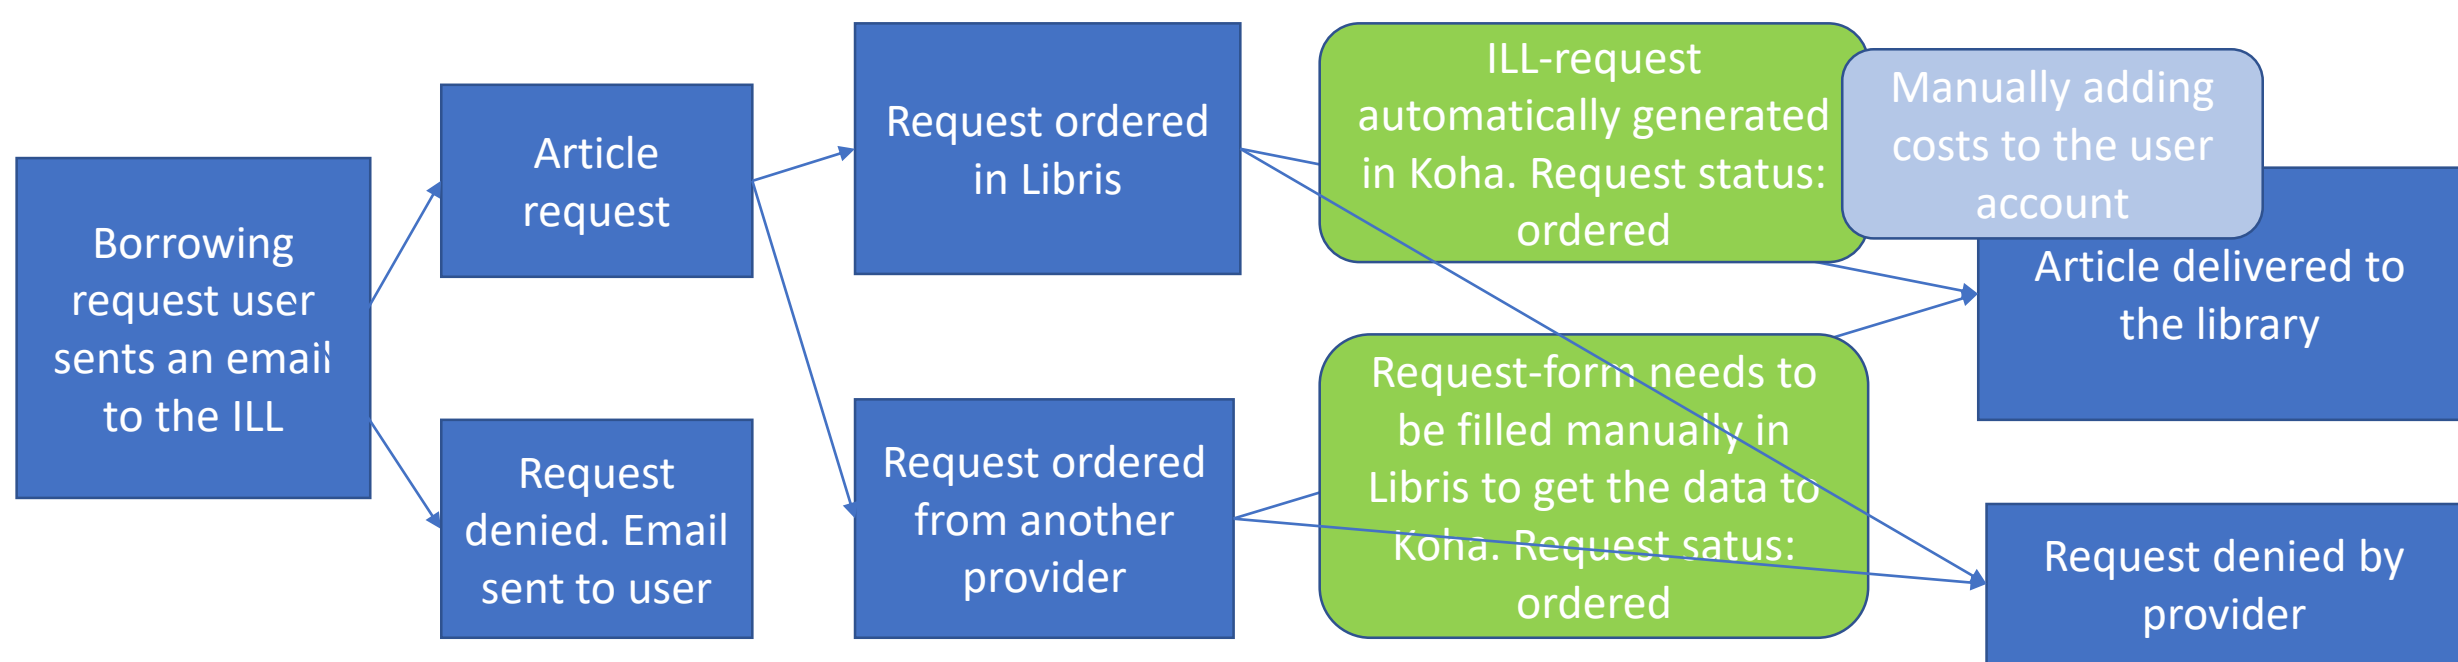 Borrowing
request user
sents an email
to the ILL
Article
request
Request
denied. Email
sent to user
Request ordered
in Libris
Request ordered
from another
provider
ILL-request
automatically generated
in Koha. Request status:
ordered
Request-form needs to
be filled manually in
Libris to get the data to
Koha. Request satus:
ordered
Manually adding
costs to the user
account
Article delivered to
the library
Request denied by
provider